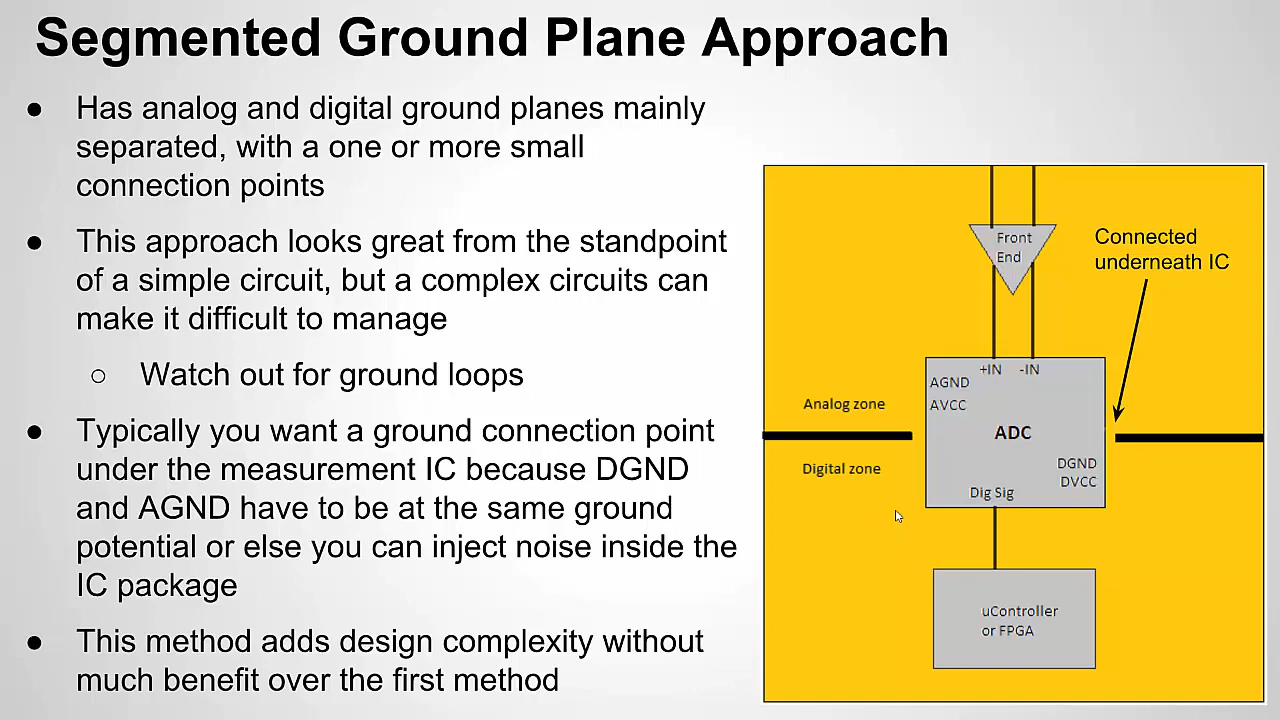 Segmented Ground Plane Approach
● Has analog and digital ground planes mainly
separated, with a one or more small
connection points
● This approach looks great from the standpoint
of a simple circuit, but a complex circuits can
make it difficult to manage
○ Watch out for ground loops
● Typically you want a ground connection point
under the measurement IC because DGND
and AGND have to be at the same ground
potential or else you can inject noise inside the
IC package
● This method adds design complexity without
much benefit over the first method
Front
End
Connected
underneath IC
+IN -IN
AGND
AVCC
Analog zone
ADC
Digital zone
DGND
DVCC
Dig Sig
uController
or FPGA